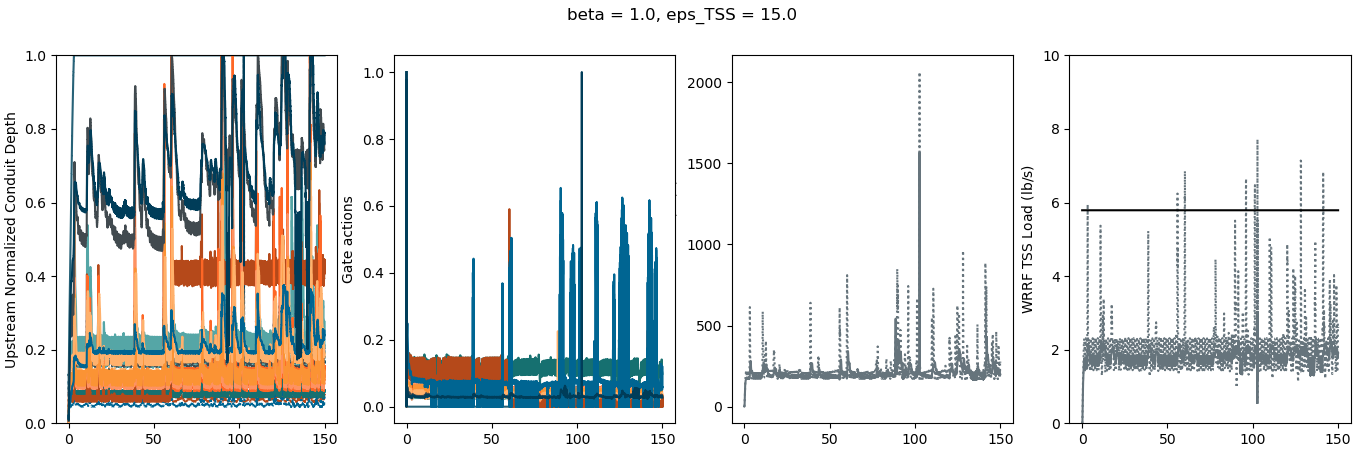 beta = 1.0, eps_TSS = 15.0
Upstream Normalized Conduit Depth
1.0
0.8
0.6
0.4
0.2
0.0
0 50 100 150
Gate actions
1.0
0.8
0.6
0.4
0.2
0.0
0 50 100 150
2000
1500
1000
500
0
0 50 100 150
WRRF TSS Load (lb/s)
10
8
6
4
2
0
0 50 100 150